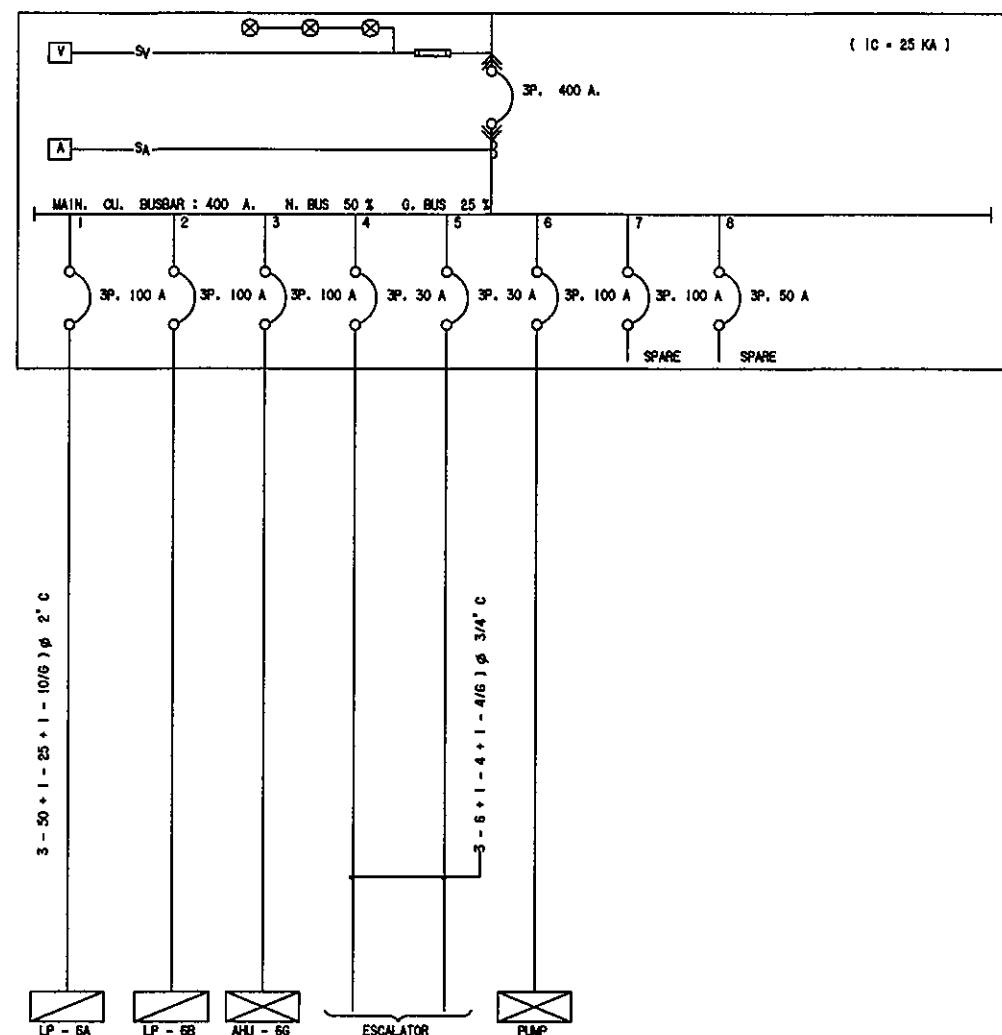 ( IC = 25 KA )
V
SV
3P. 400 A.
A
SA
MAIN. CU. BUSBAR : 400 A. N. BUS 50 % G. BUS 25 %
1 2 3 4 5 6 7 8
3P. 100 A 3P. 100 A 3P. 100 A 3P. 30 A 3P. 30 A 3P. 100 A 3P. 100 A 3P. 50 A
SPARE SPARE
3 - 50 + 1 - 25 + 1 - 10/G ) ø 2" C
3 - 6 + 1 - 4 + 1 - 4/G ) ø 3/4" C
LP - 6A LP - 6B AHU - 6G ESCALATOR PUMP